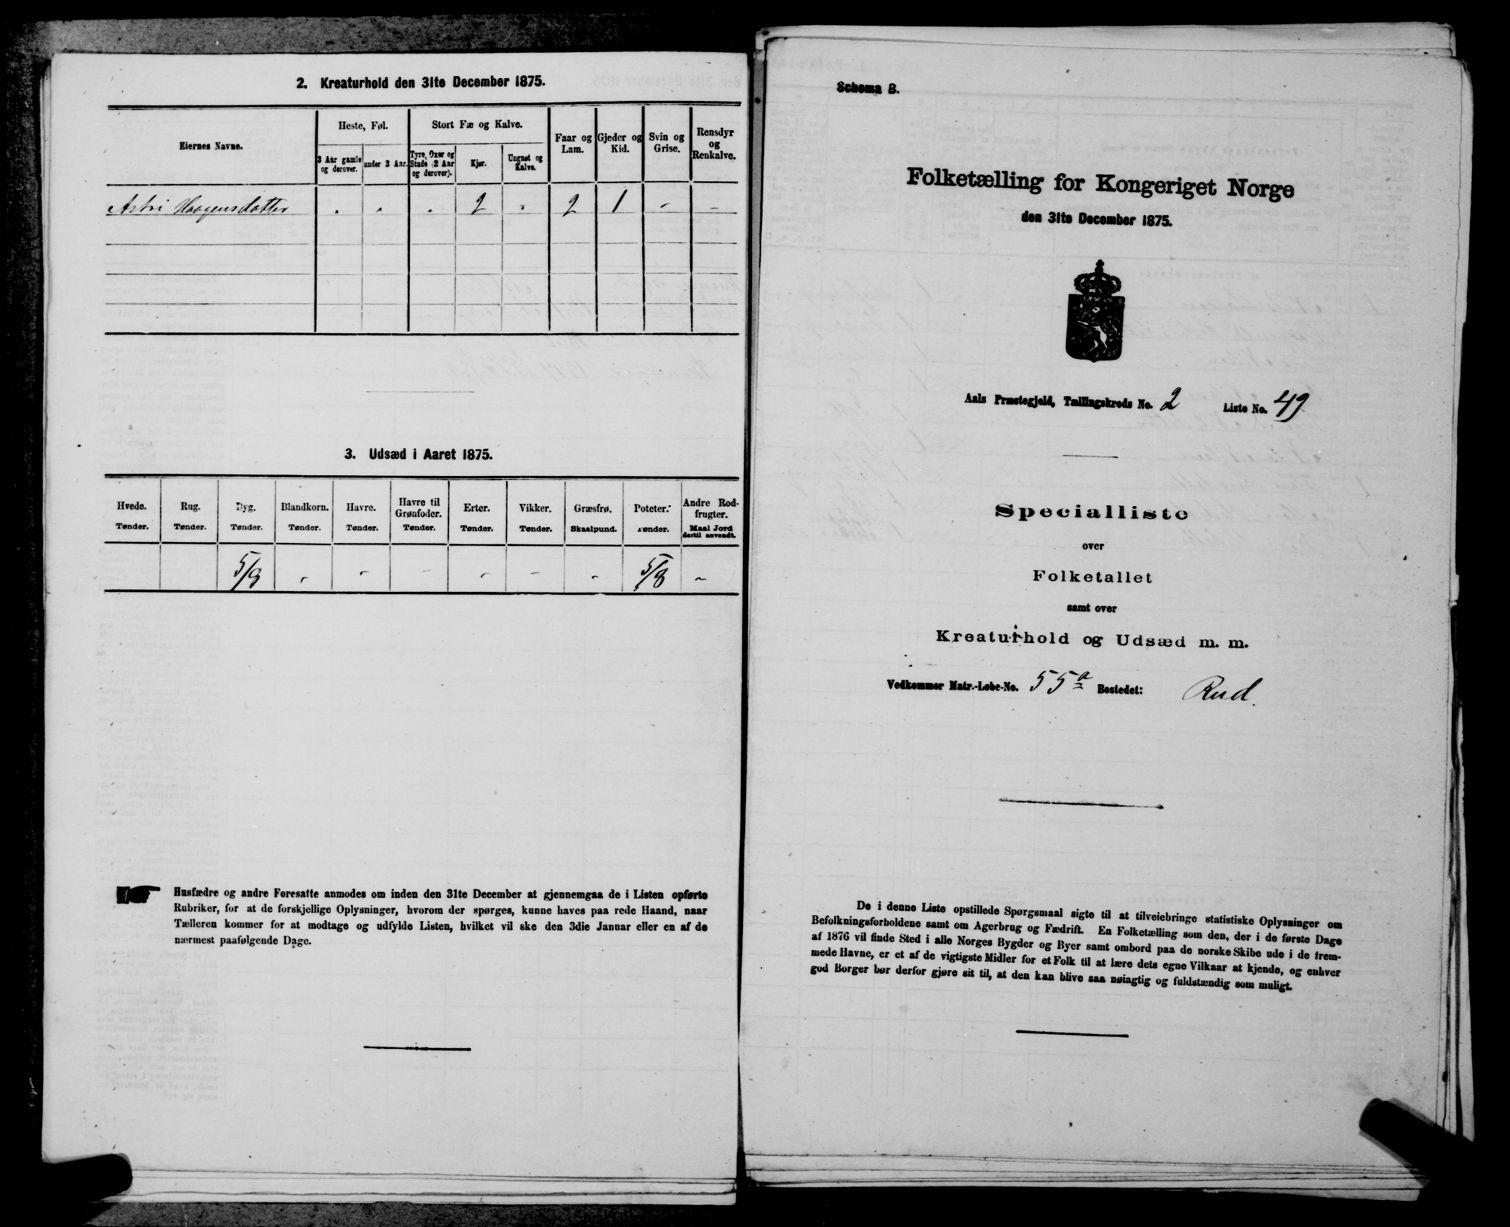 2. Kreaturhold den 31te December 1875.
Eiernes Navne.
Heste, Føl.
Stort Fæ og Kalve.
Faar og Lam.
Gjeder og Kid.
Svin og Grise.
Rensdyr og Renkalve.
3 Aar gamle og derover.
under 3 Aar.
Tyre, Oxer og Stude (2 Aar og derover).
Kjør.
Ungnøt og Kalve.
Astri Haagensdatter " " " 2 " 2 1 - -
3. Udsæd i Aaret 1875.
Hvede. Rug. Byg. Blandkorn. Havre. Havre til Grønfoder. Erter. Vikker. Græsfrø. Poteter. Andre Rodfrugter.
Tønder. Tønder. Tønder. Tønder. Tønder. Tønder. Tønder. Tønder. Skaalpund. Tønder. Maal Jord dertil anvendt.
5/8 - - - - - - 5/8 -
Husfædre og andre Foresatte anmodes om inden den 31te December at gjennemgaa de i Listen opførte
Rubriker, for at de forskjellige Oplysninger, hvorom der spørges, kunne haves paa rede Haand, naar
Tælleren kommer for at modtage og udfylde Listen, hvilket vil ske den 3die Januar eller en af de
nærmest paafølgende Dage.
Schema B.
Folketælling for Kongeriget Norge
den 31te December 1875.
Aals Præstegjeld, Tællingskreds No. 2 Liste No. 49
Specialliste
over
Folketallet
samt over
Kreaturhold og Udsæd m. m.
Vedkommer Matr.-Løbe-No. 55a Bostedet: Rud.
De i denne Liste opstillede Spørgsmaal sigte til at tilveiebringe statistiske Oplysninger om
Befolkningsforholdene samt om Agerbrug og Fædrift. En Folketælling som den, der i de første Dage
af 1876 vil finde Sted i alle Norges Bygder og Byer samt ombord paa de norske Skibe ude i de frem-
mede Havne, er et af de vigtigste Midler for et Folk til at lære dets egne Vilkaar at kjende, og enhver
god Borger bør derfor gjøre sit til, at den kan blive saa nøiagtig og fuldstændig som muligt.